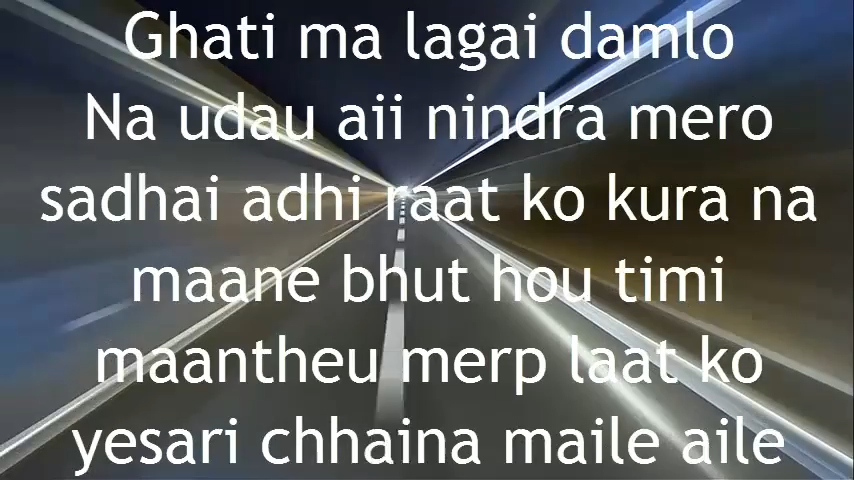 Ghati ma lagai damlo
Na udau aii nindra mero
sadhai adhi raat ko kura na
maane bhut hou timi
maantheu merp laat ko
yesari chhaina maile aile